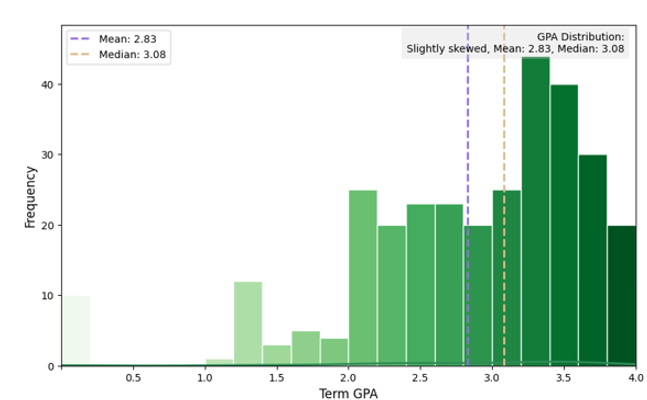 Mean: 2.83
Median: 3.08
GPA Distribution:
Slightly skewed, Mean: 2.83, Median: 3.08
Frequency
40
30
20
10
0
0.5 1.0 1.5 2.0 2.5 3.0 3.5 4.0
Term GPA